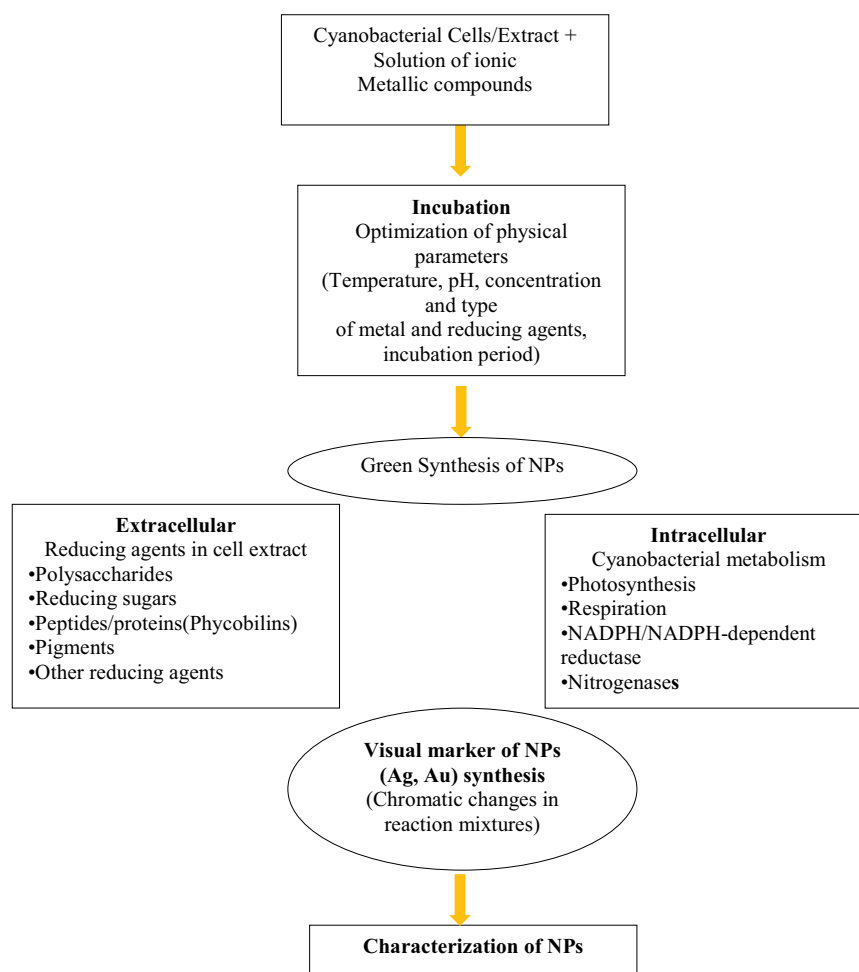 Cyanobacterial Cells/Extract +
Solution of ionic
Metallic compounds
Incubation
Optimization of physical
parameters
(Temperature, pH, concentration
and type
of metal and reducing agents,
incubation period)
Green Synthesis of NPs
Extracellular
Reducing agents in cell extract
•Polysaccharides
•Reducing sugars
•Peptides/proteins(Phycobilins)
•Pigments
•Other reducing agents
Intracellular
Cyanobacterial metabolism
•Photosynthesis
•Respiration
•NADPH/NADPH-dependent
reductase
•Nitrogenases
Visual marker of NPs
(Ag, Au) synthesis
(Chromatic changes in
reaction mixtures)
Characterization of NPs